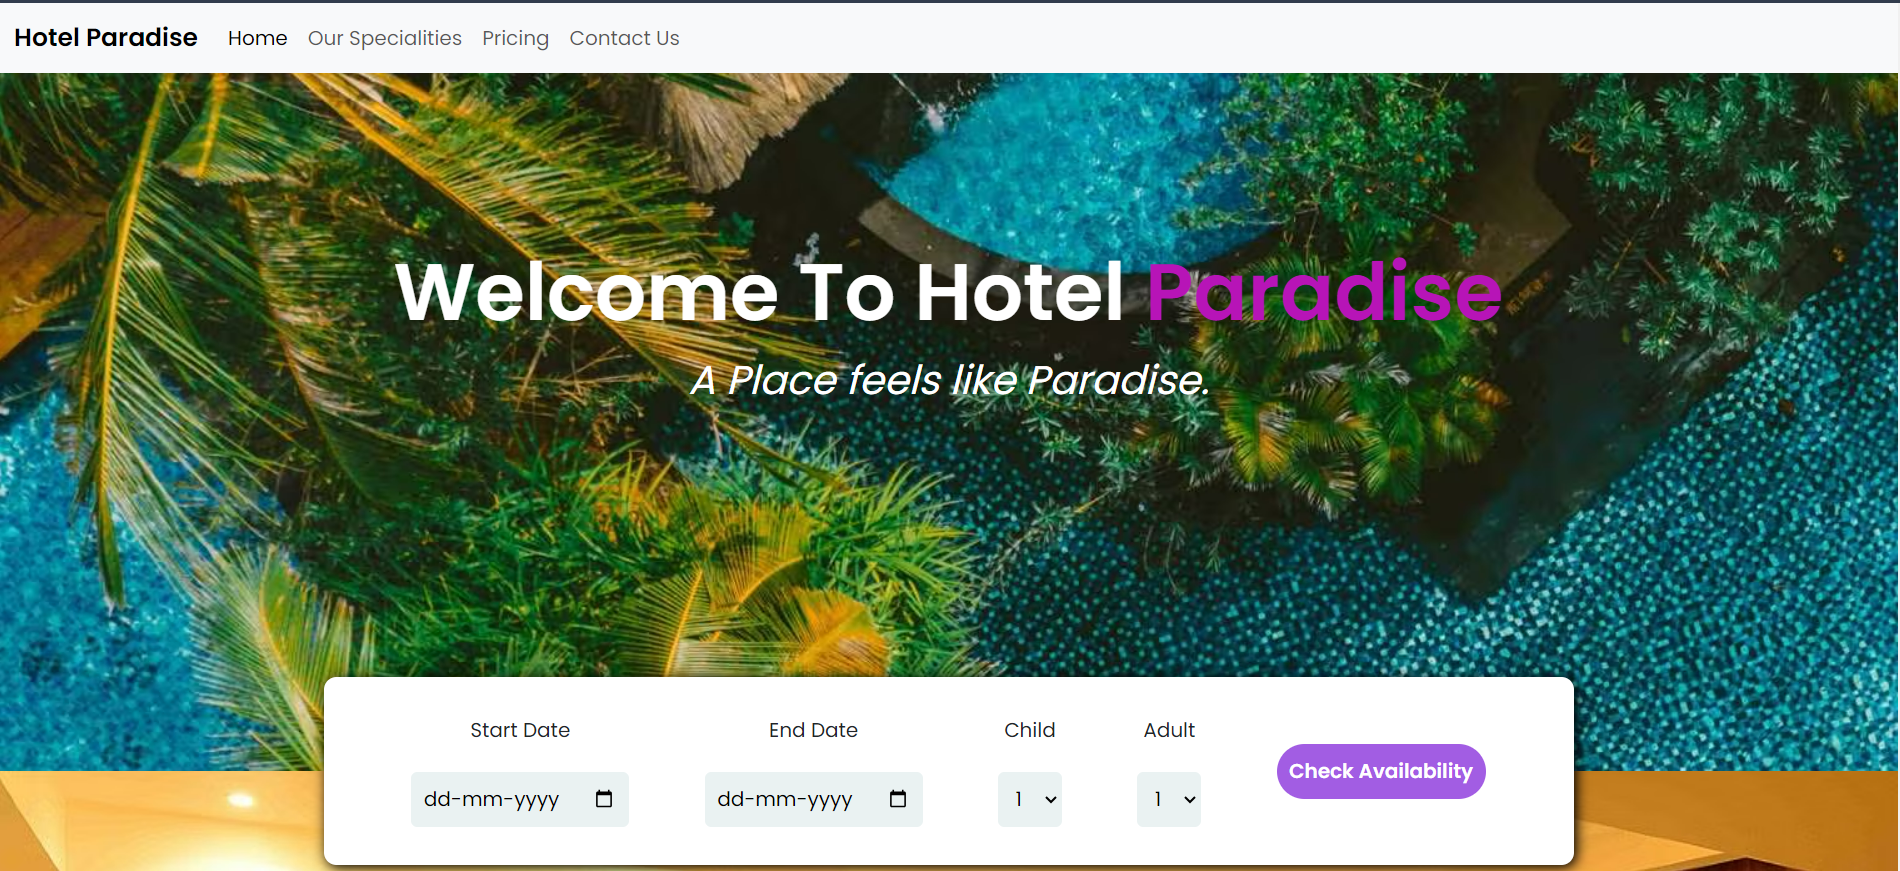 Hotel Paradise Home Our Specialities Pricing Contact Us
Welcome To Hotel Paradise
A Place feels like Paradise.
Start Date End Date Child Adult
dd-mm-yyyy dd-mm-yyyy 1 1 Check Availability